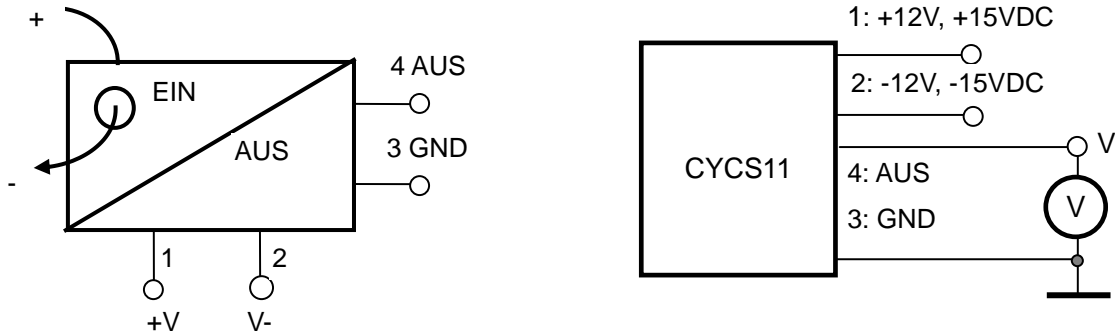 +
EIN
AUS
-
4 AUS
3 GND
1
2
+V
V-
1: +12V, +15VDC
2: -12V, -15VDC
CYCS11
V
4: AUS
V
3: GND